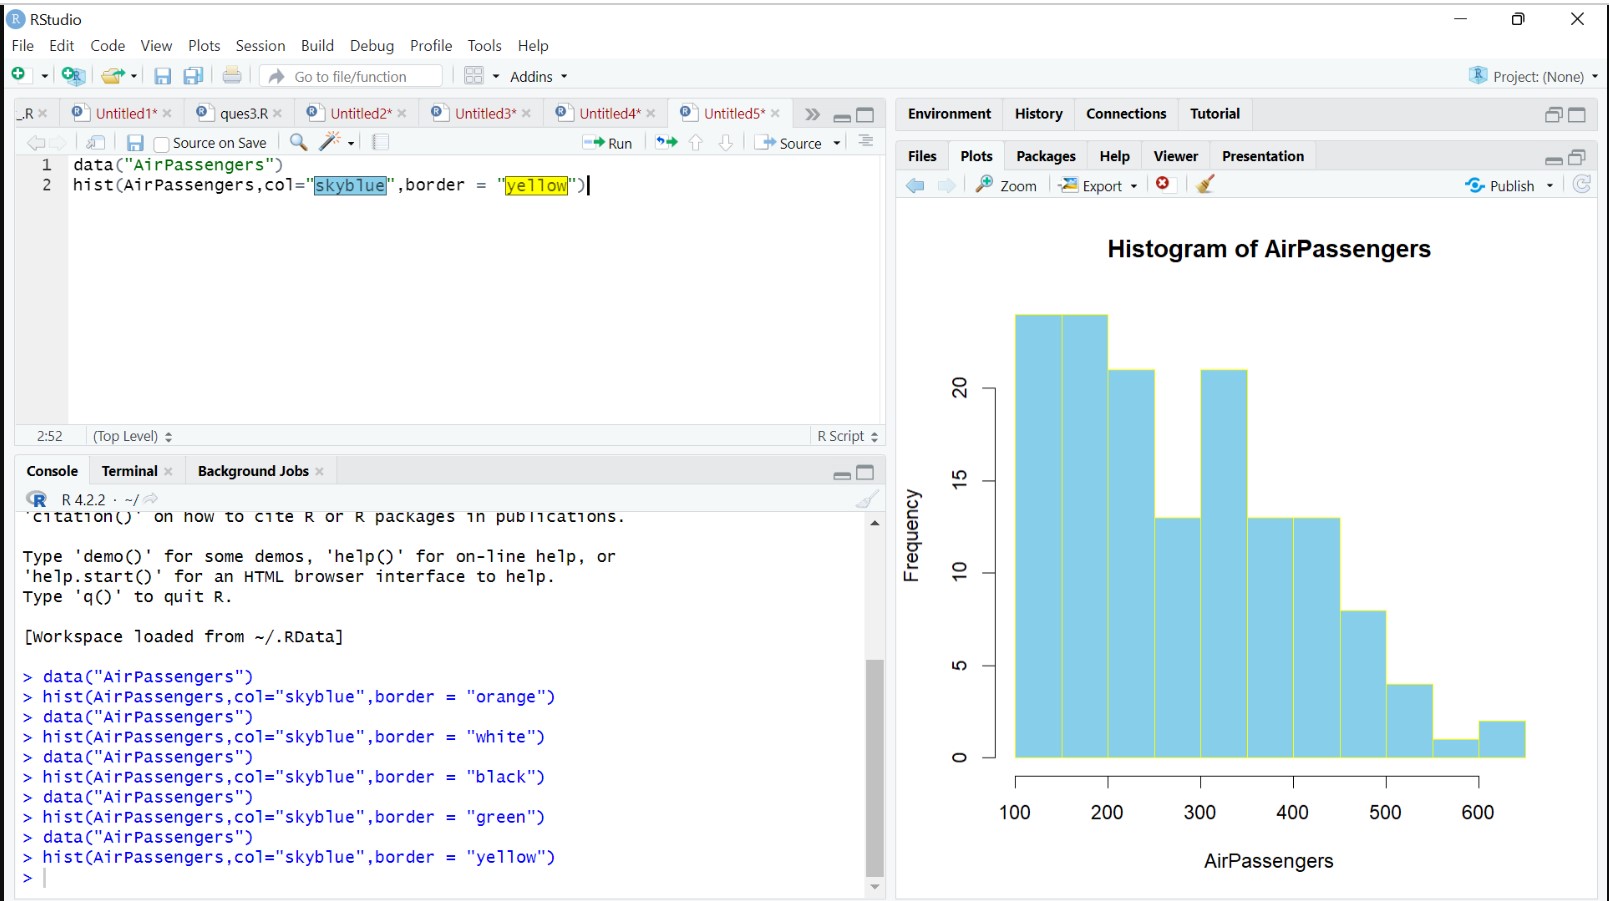 RStudio
File Edit Code View Plots Session Build Debug Profile Tools Help
Go to file/function Addins Project: (None)
_.R Untitled1* ques3.R Untitled2* Untitled3* Untitled4* Untitled5*
Source on Save Run Source
1 data("AirPassengers")
2 hist(AirPassengers,col="skyblue",border = "yellow")
2:52 (Top Level) R Script
Console Terminal Background Jobs
R 4.2.2 · ~/
'citation()' on how to cite R or R packages in publications.
Type 'demo()' for some demos, 'help()' for on-line help, or
'help.start()' for an HTML browser interface to help.
Type 'q()' to quit R.
[Workspace loaded from ~/.RData]
> data("AirPassengers")
> hist(AirPassengers,col="skyblue",border = "orange")
> data("AirPassengers")
> hist(AirPassengers,col="skyblue",border = "white")
> data("AirPassengers")
> hist(AirPassengers,col="skyblue",border = "black")
> data("AirPassengers")
> hist(AirPassengers,col="skyblue",border = "green")
> data("AirPassengers")
> hist(AirPassengers,col="skyblue",border = "yellow")
>
Environment History Connections Tutorial
Files Plots Packages Help Viewer Presentation
Zoom Export Publish
Histogram of AirPassengers
Frequency
20
15
10
5
0
100 200 300 400 500 600
AirPassengers